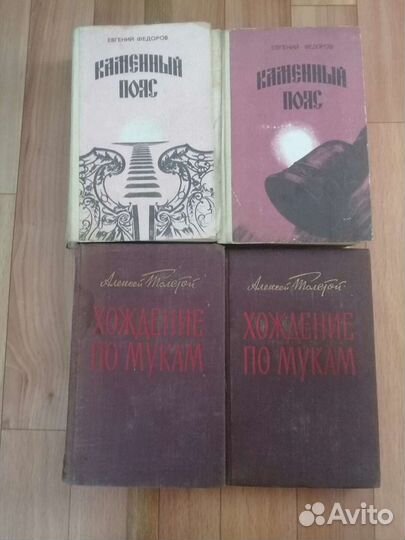 ЕВГЕНИЙ ФЕДОРОВ
КАМЕННЫЙ
ПОЯС
ЕВГЕНИЙ ФЕДОРОВ
КАМЕННЫЙ
ПОЯС
Алексей Толстой
ХОЖДЕНИЕ
ПО МУКАМ
Алексей Толстой
ХОЖДЕНИЕ
ПО МУКАМ
Avito